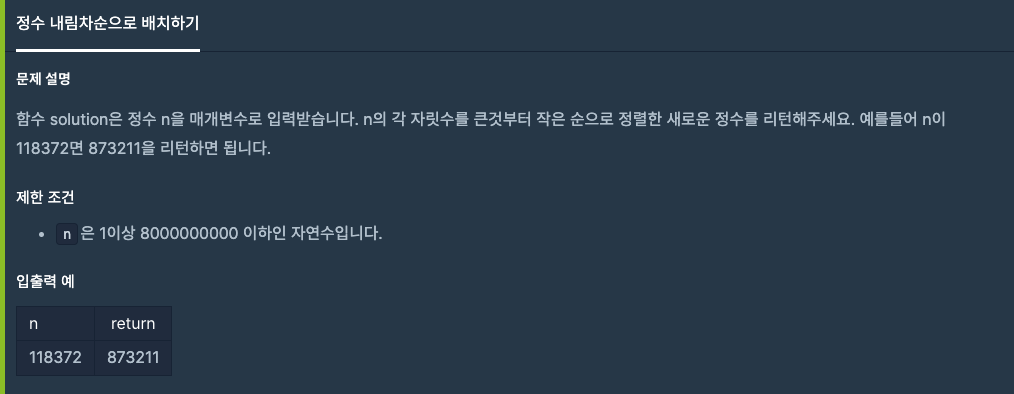 정수 내림차순으로 배치하기
문제 설명
함수 solution은 정수 n을 매개변수로 입력받습니다. n의 각 자릿수를 큰것부터 작은 순으로 정렬한 새로운 정수를 리턴해주세요. 예를들어 n이
118372면 873211을 리턴하면 됩니다.
제한 조건
• n 은 1이상 8000000000 이하인 자연수입니다.
입출력 예
n return
118372 873211